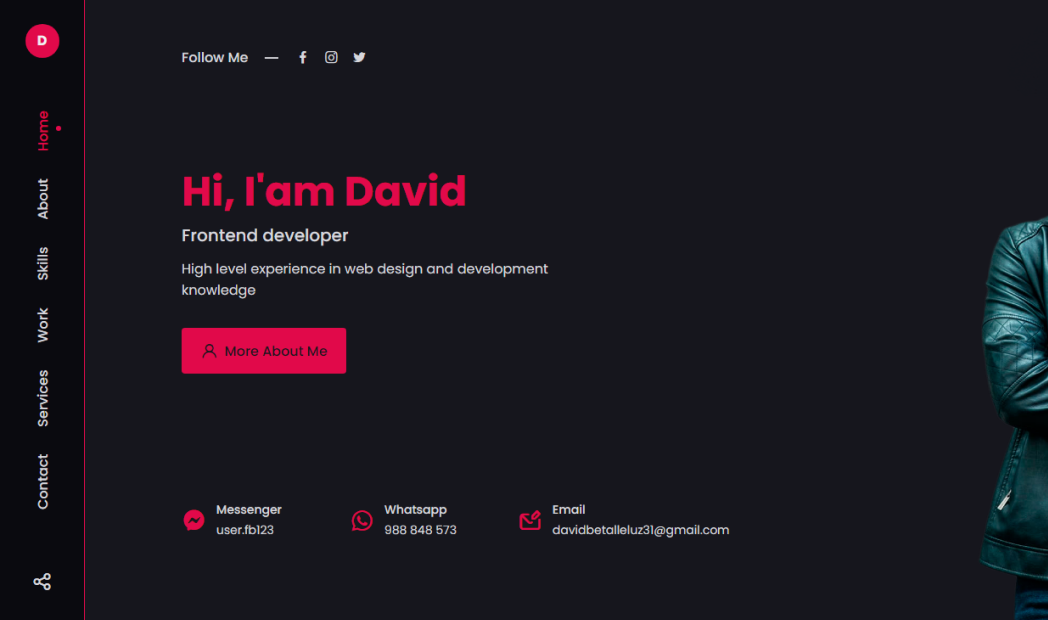 D
Home
About
Skills
Work
Services
Contact
Follow Me
Hi, I'am David
Frontend developer
High level experience in web design and development
knowledge
More About Me
Messenger
user.fb123
Whatsapp
988 848 573
Email
davidbetalleluz31@gmail.com